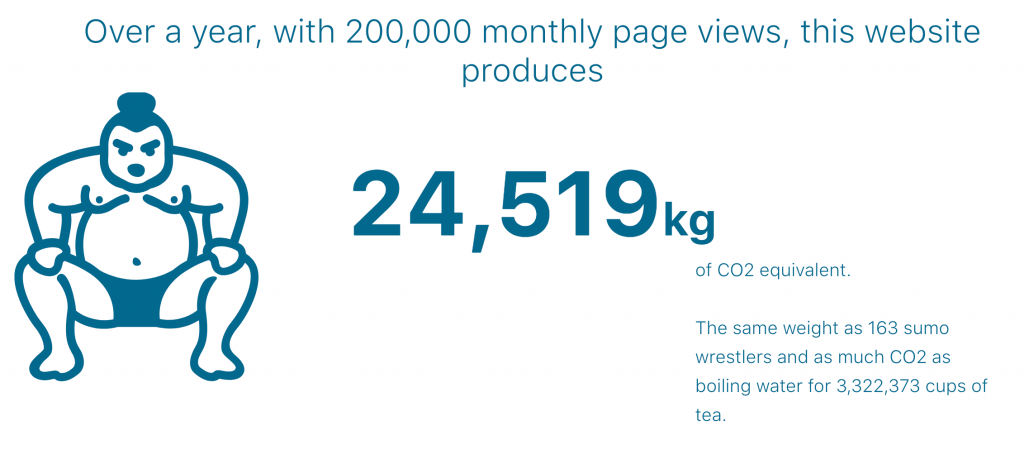 Over a year, with 200,000 monthly page views, this website
produces
24,519kg
of CO2 equivalent.
The same weight as 163 sumo
wrestlers and as much CO2 as
boiling water for 3,322,373 cups of
tea.